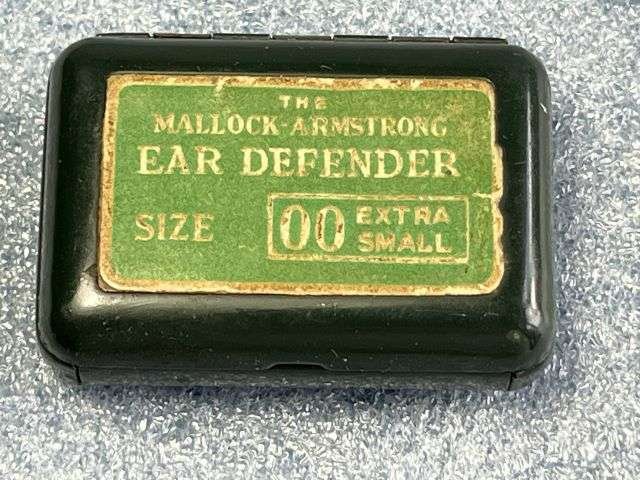 THE
MALLOCK-ARMSTRONG
EAR DEFENDER
SIZE 00 EXTRA SMALL